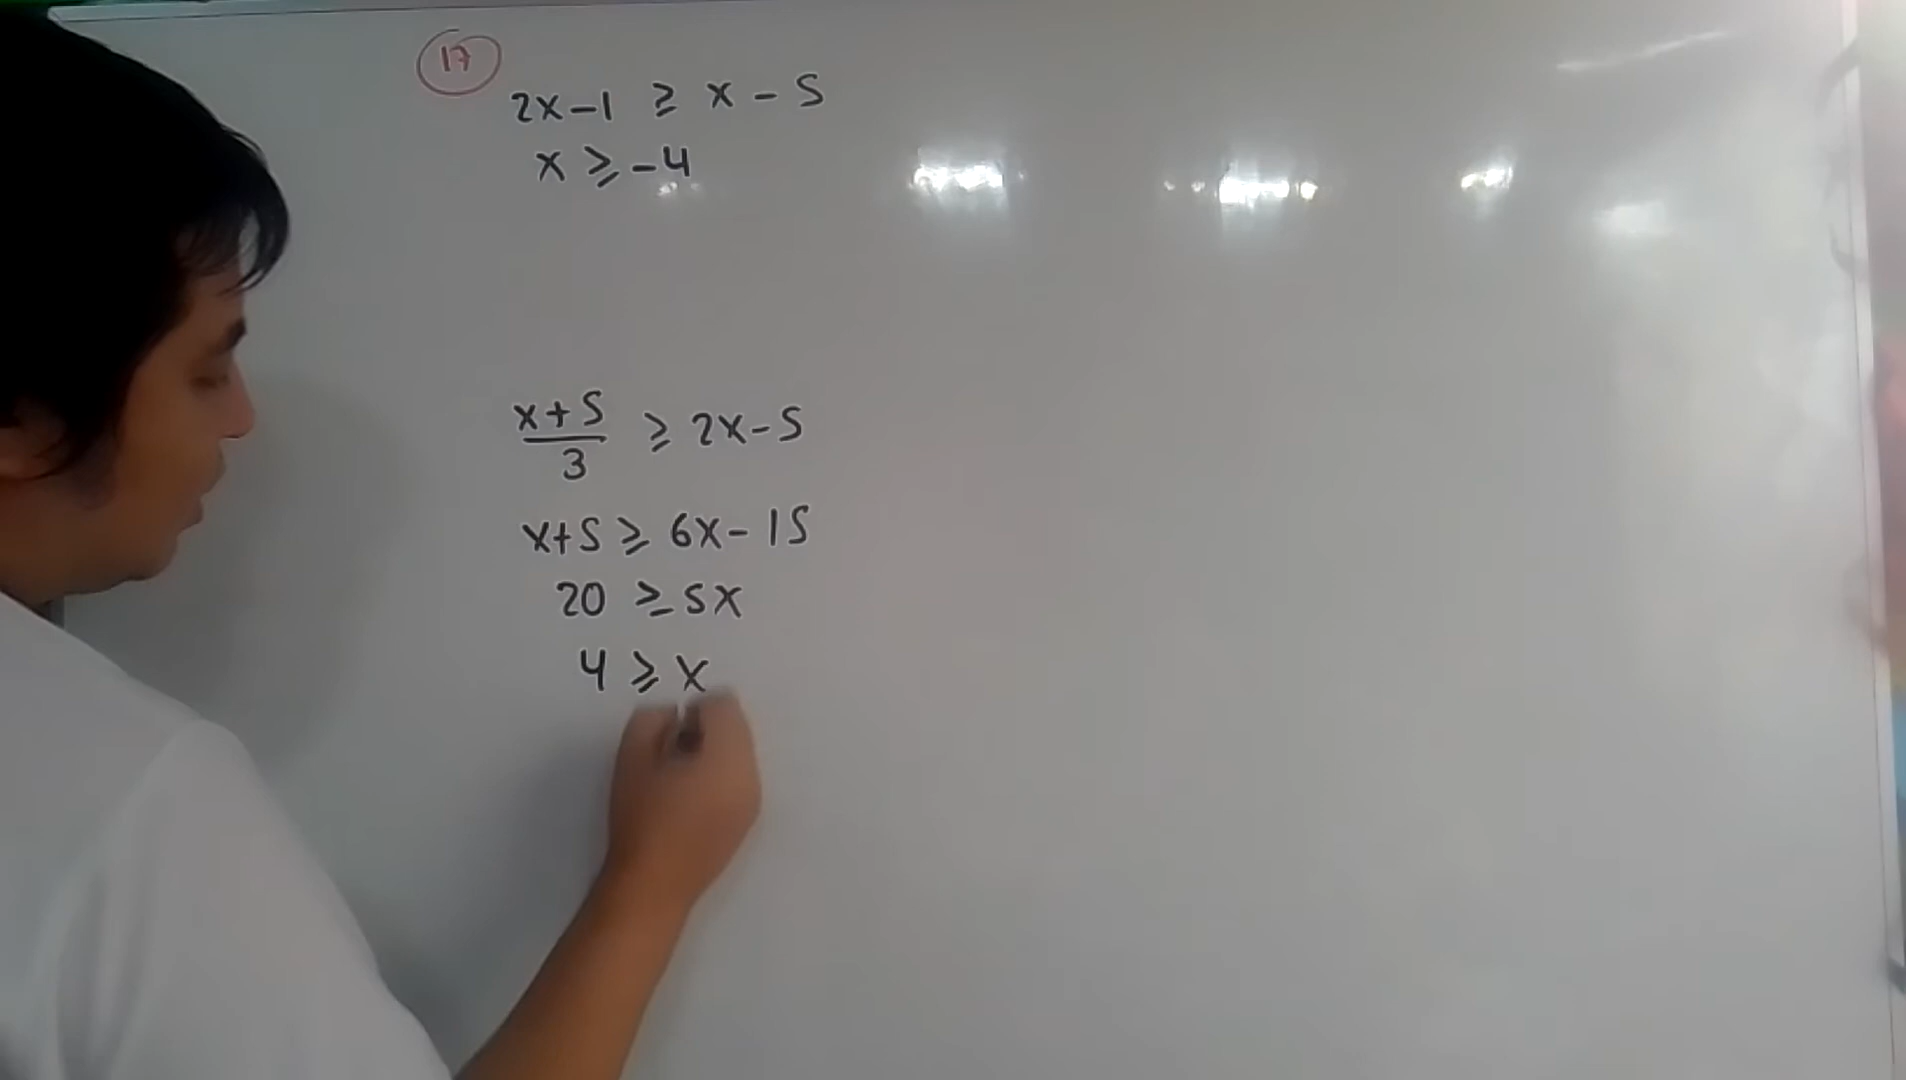 17
2x-1 ≥ x-5
x ≥ -4
x+5/3 ≥ 2x-5
x+5 ≥ 6x-15
20 ≥ 5x
4 ≥ x